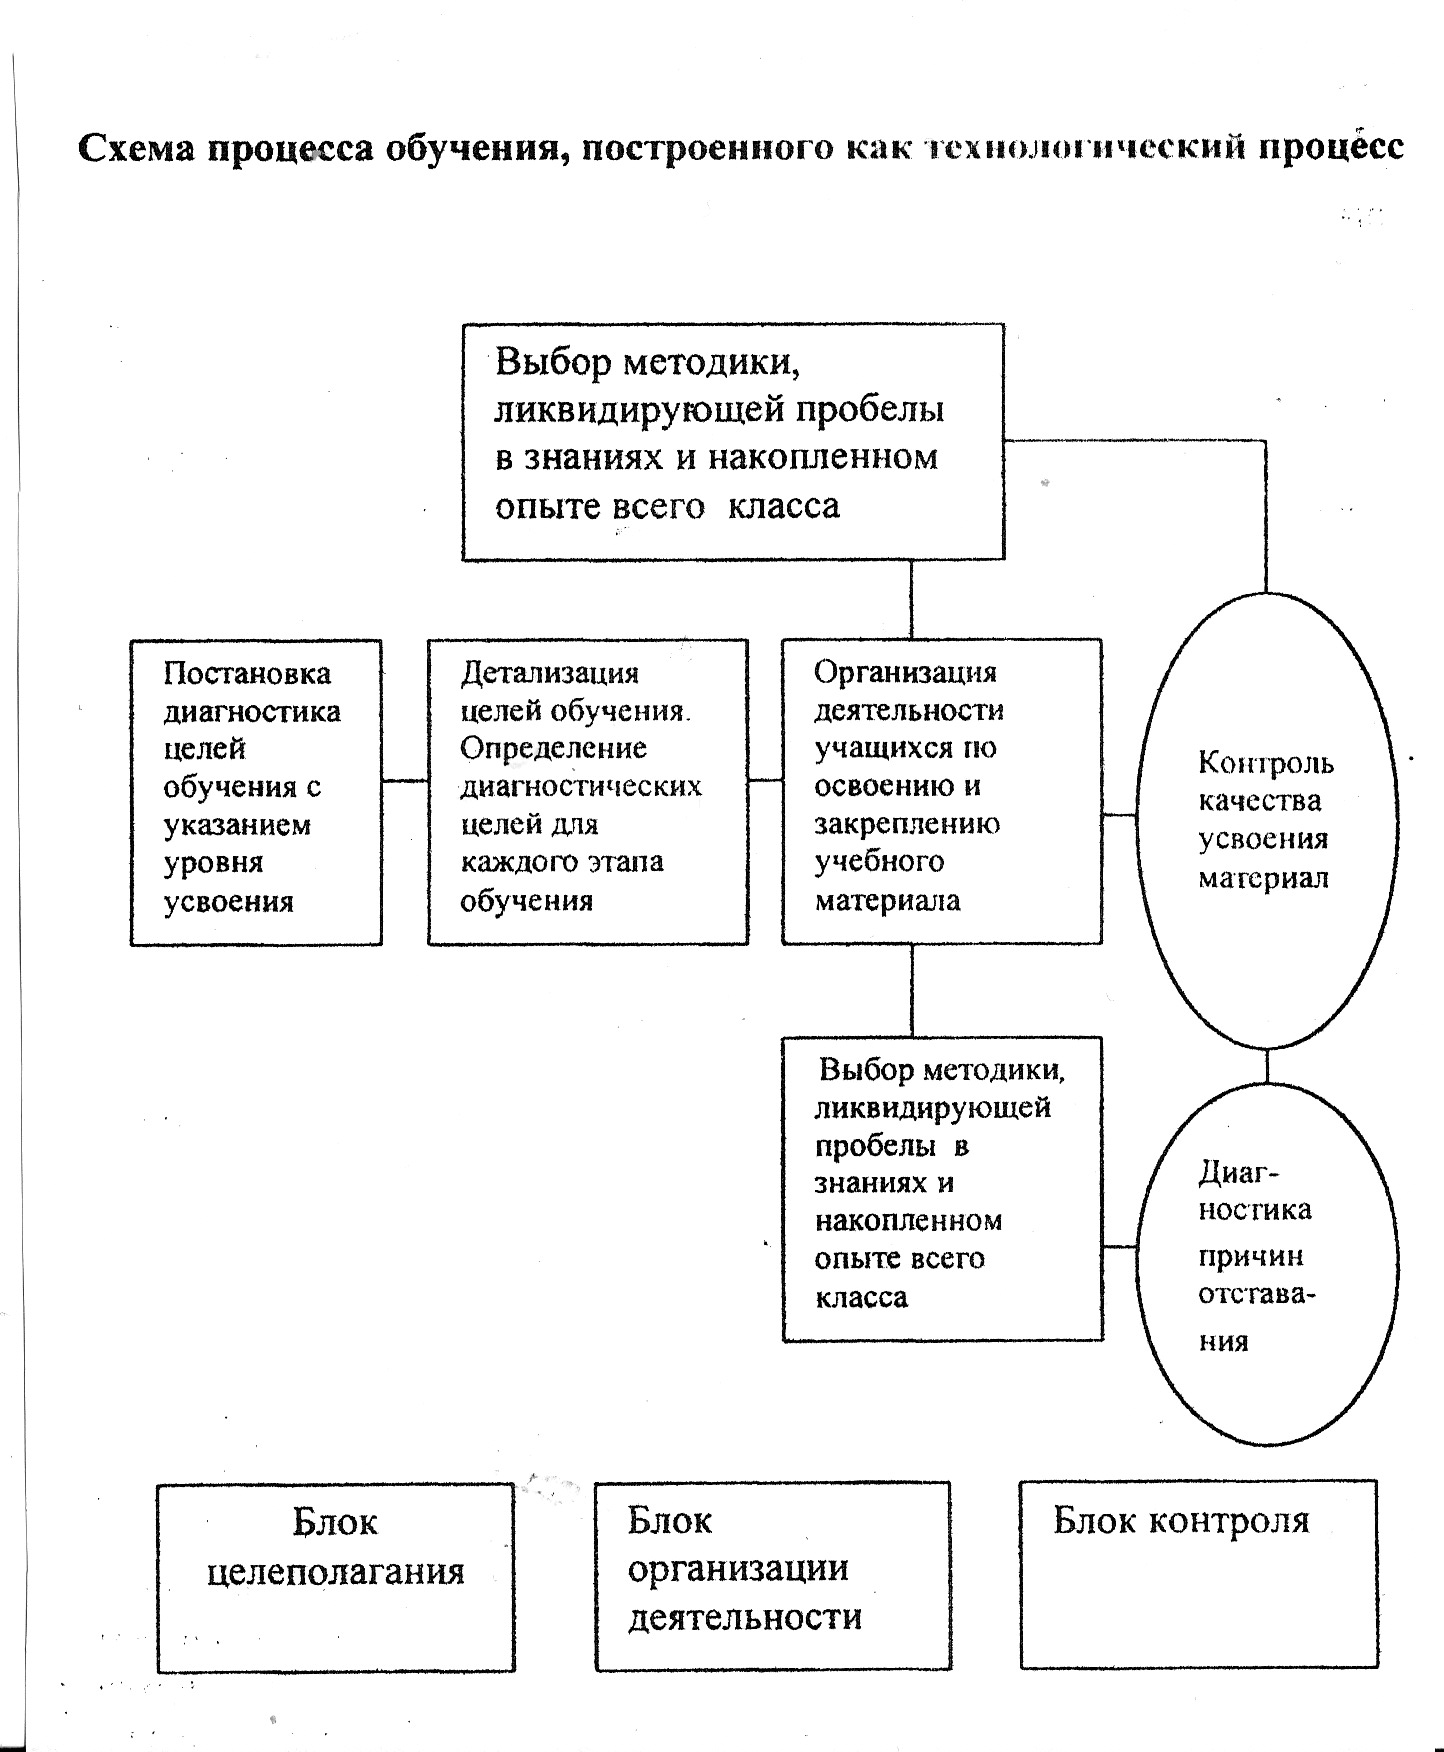 Схема процесса обучения, построенного как технологический процесс
Выбор методики,
ликвидирующей пробелы
в знаниях и накопленном
опыте всего класса
Постановка
диагностика
целей
обучения с
указанием
уровня
усвоения
Детализация
целей обучения.
Определение
диагностических
целей для
каждого этапа
обучения
Организация
деятельности
учащихся по
освоению и
закреплению
учебного
материала
Контроль
качества
усвоения
материал
Выбор методики,
ликвидирующей
пробелы в
знаниях и
накопленном
опыте всего
класса
Диаг-
ностика
причин
отстава-
ния
Блок
целеполагания
Блок
организации
деятельности
Блок контроля